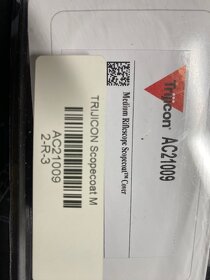 Trijicon® AC21009
Medium Riflescope Scopecoat™ Cover
TRIJICON Scopecoat M
AC21009
2-R-3